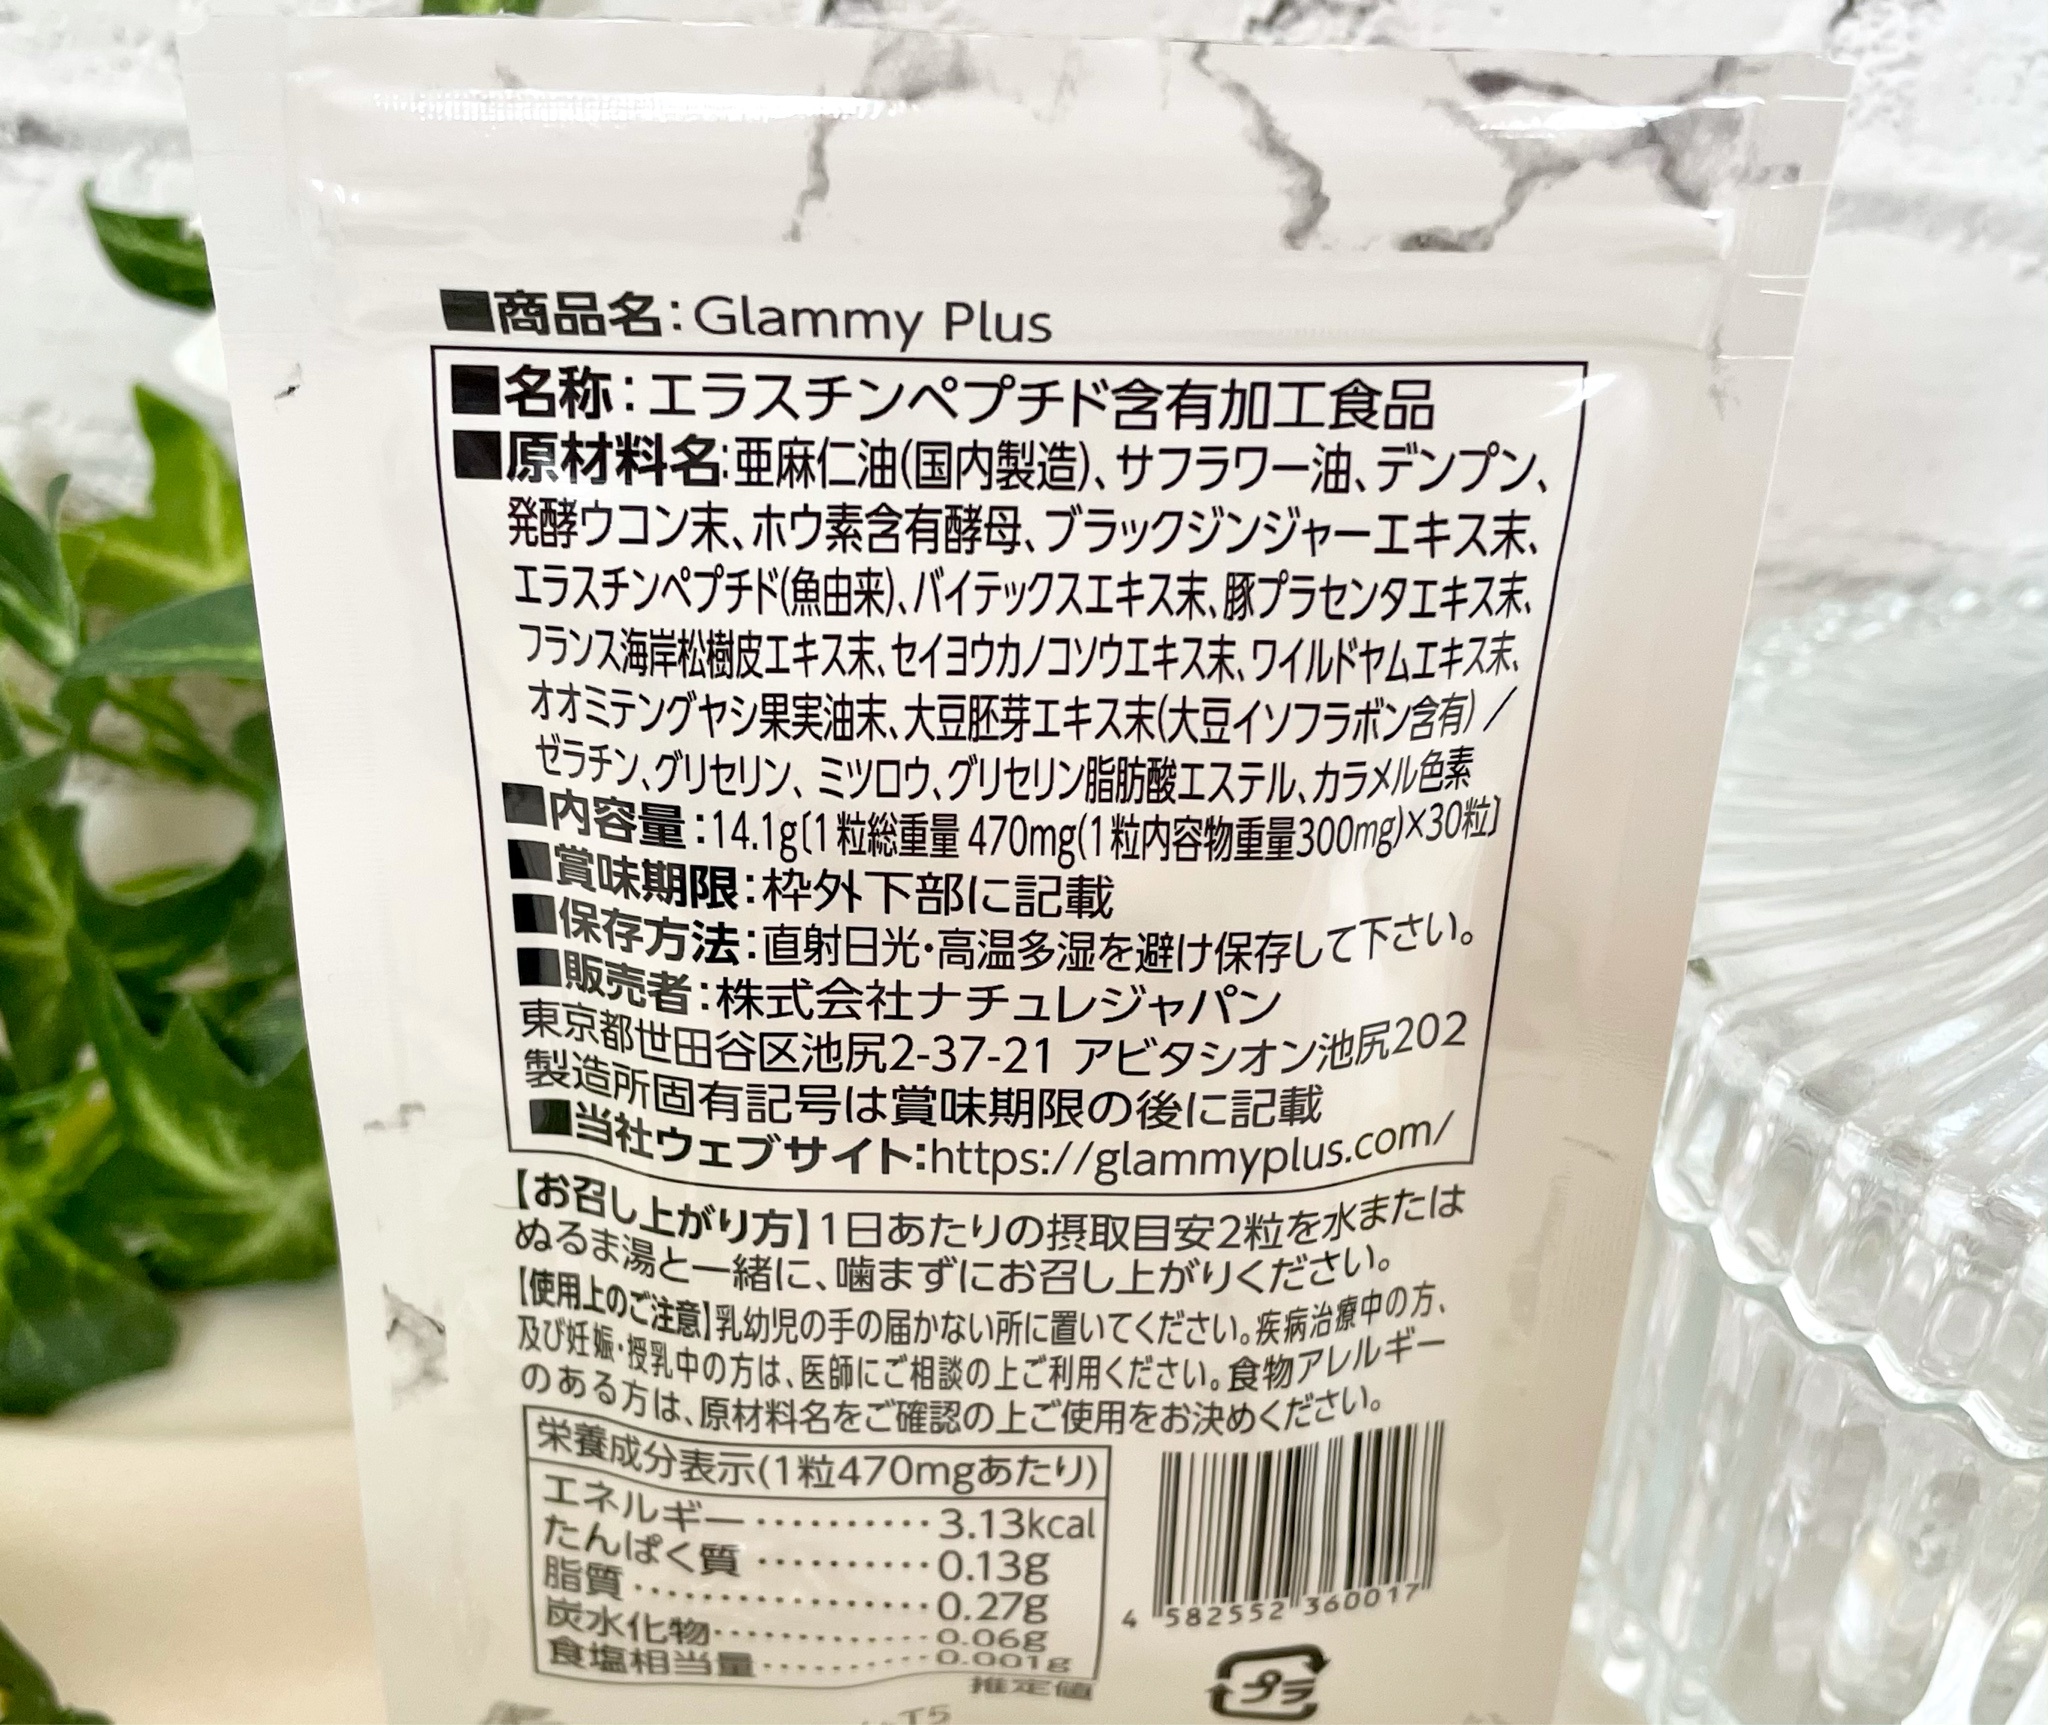 ■商品名：Glammy Plus
■名称：エラスチンペプチド含有加工食品
■原材料名：亜麻仁油(国内製造)、サフラワー油、デンプン、
発酵ウコン末、ホウ素含有酵母、ブラックジンジャーエキス末、
エラスチンペプチド(魚由来)、バイテックスエキス末、豚プラセンタエキス末、
フランス海岸松樹皮エキス末、セイヨウカノコソウエキス末、ワイルドヤムエキス末、
オオミテングヤシ果実油末、大豆胚芽エキス末(大豆イソフラボン含有)／
ゼラチン、グリセリン、ミツロウ、グリセリン脂肪酸エステル、カラメル色素
■内容量：14.1g〔1粒総重量 470mg(1粒内容物重量300mg)×30粒〕
■賞味期限：枠外下部に記載
■保存方法：直射日光・高温多湿を避け保存して下さい。
■販売者：株式会社ナチュレジャパン
東京都世田谷区池尻2-37-21 アビタシオン池尻202
製造所固有記号は賞味期限の後に記載
■当社ウェブサイト：https://glammyplus.com/
【お召し上がり方】1日あたりの摂取目安2粒を水または
ぬるま湯と一緒に、噛まずにお召し上がりください。
【使用上のご注意】乳幼児の手の届かない所に置いてください。疾病治療中の方、
及び妊娠・授乳中の方は、医師にご相談の上ご利用ください。食物アレルギー
のある方は、原材料名をご確認の上ご使用をお決めください。
栄養成分表示(1粒470mgあたり)
エネルギー・・・・・・・・・・3.13kcal
たんぱく質・・・・・・・・・・0.13g
脂質・・・・・・・・・・・・・・・・0.27g
炭水化物・・・・・・・・・・・・0.06g
食塩相当量・・・・・・・・・・0.001g
推定値
4 582552 360017
プラ